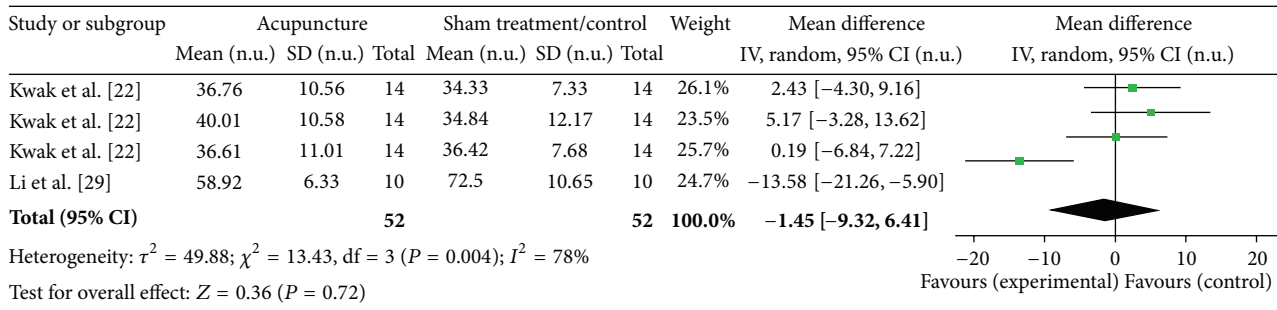 Study or subgroup Acupuncture Sham treatment/control Weight Mean difference Mean difference
Mean (n.u.) SD (n.u.) Total Mean (n.u.) SD (n.u.) Total IV, random, 95% CI (n.u.) IV, random, 95% CI (n.u.)
Kwak et al. [22] 36.76 10.56 14 34.33 7.33 14 26.1% 2.43 [−4.30, 9.16]
Kwak et al. [22] 40.01 10.58 14 34.84 12.17 14 23.5% 5.17 [−3.28, 13.62]
Kwak et al. [22] 36.61 11.01 14 36.42 7.68 14 25.7% 0.19 [−6.84, 7.22]
Li et al. [29] 58.92 6.33 10 72.5 10.65 10 24.7% −13.58 [−21.26, −5.90]
Total (95% CI) 52 52 100.0% −1.45 [−9.32, 6.41]
Heterogeneity: τ² = 49.88; χ² = 13.43, df = 3 (P = 0.004); I² = 78%
Test for overall effect: Z = 0.36 (P = 0.72)
−20 −10 0 10 20
Favours (experimental) Favours (control)